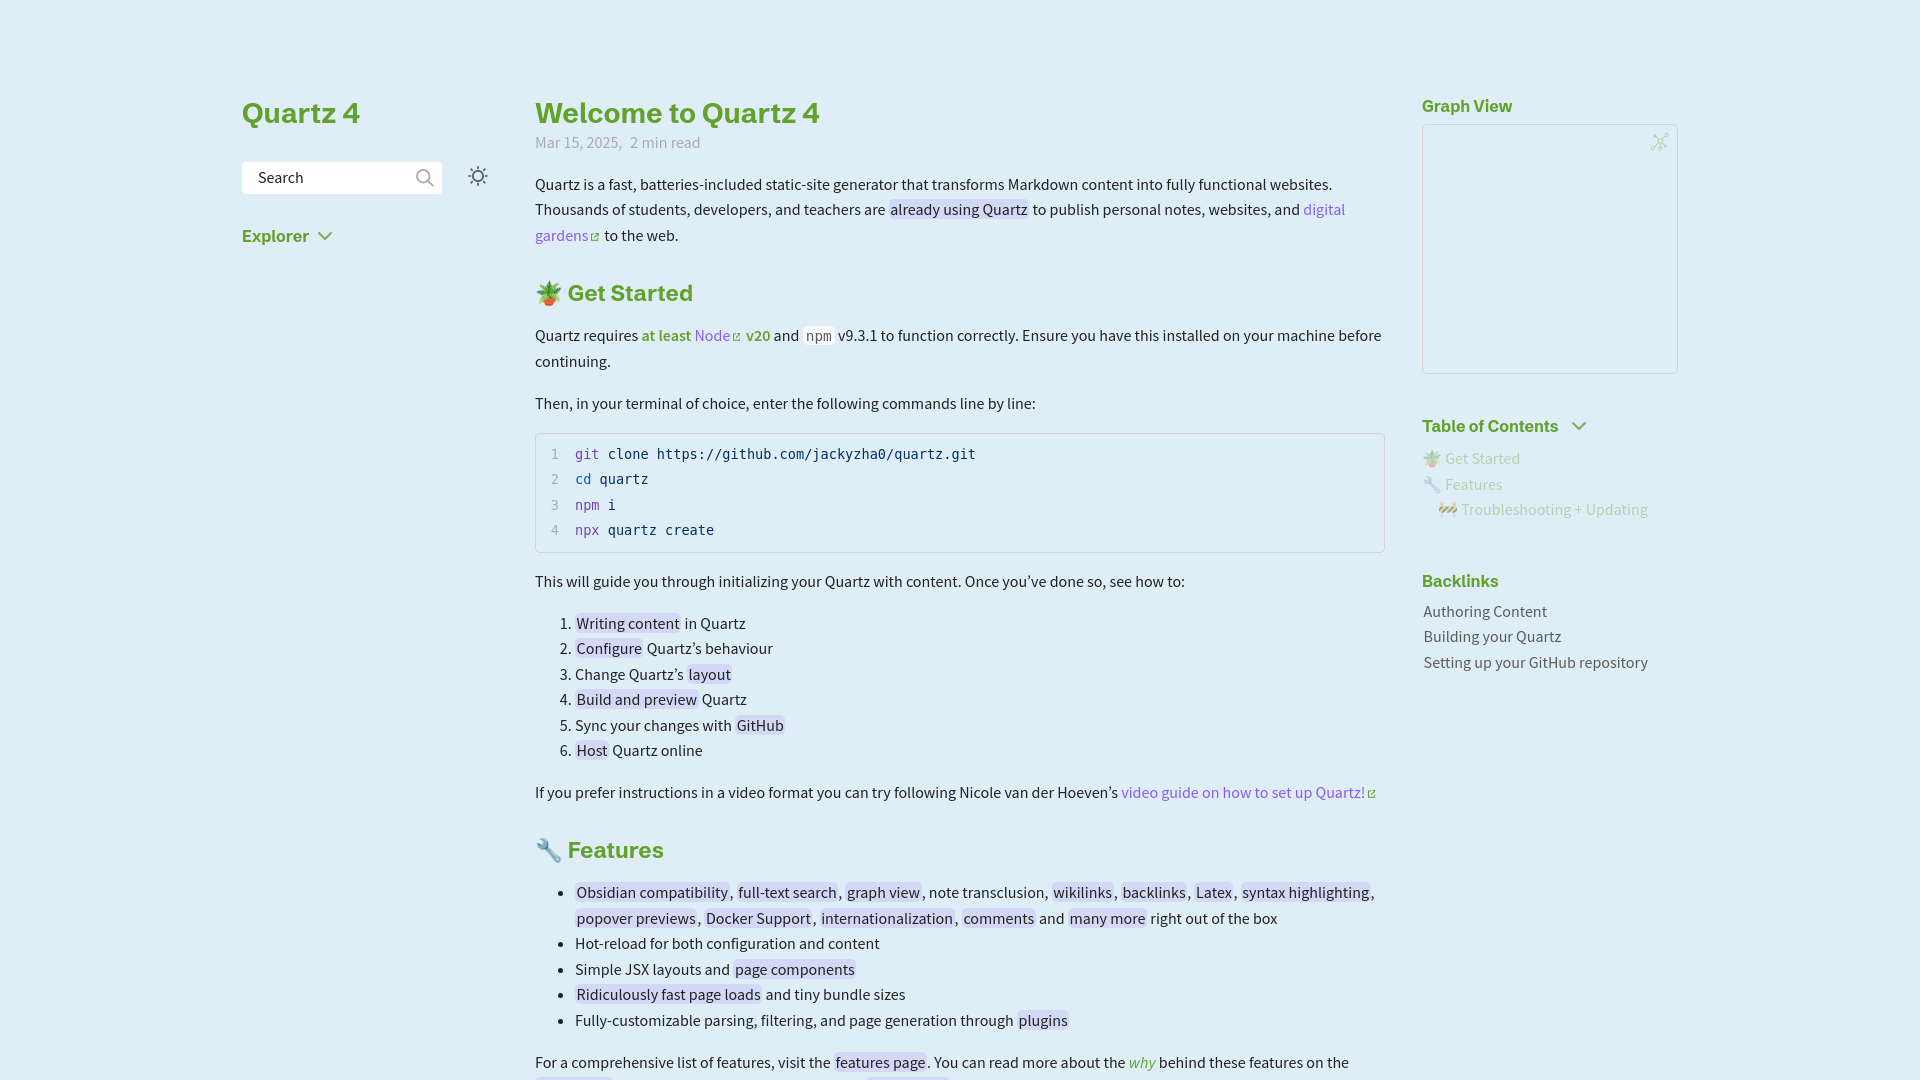 Quartz 4
Search
Explorer
Welcome to Quartz 4
Mar 15, 2025, 2 min read
Quartz is a fast, batteries-included static-site generator that transforms Markdown content into fully functional websites.
Thousands of students, developers, and teachers are already using Quartz to publish personal notes, websites, and digital
gardens to the web.
🪴 Get Started
Quartz requires at least Node v20 and npm v9.3.1 to function correctly. Ensure you have this installed on your machine before
continuing.
Then, in your terminal of choice, enter the following commands line by line:
1 git clone https://github.com/jackyzha0/quartz.git
2 cd quartz
3 npm i
4 npx quartz create
This will guide you through initializing your Quartz with content. Once you’ve done so, see how to:
1. Writing content in Quartz
2. Configure Quartz’s behaviour
3. Change Quartz’s layout
4. Build and preview Quartz
5. Sync your changes with GitHub
6. Host Quartz online
If you prefer instructions in a video format you can try following Nicole van der Hoeven’s video guide on how to set up Quartz!
🔧 Features
• Obsidian compatibility, full-text search, graph view, note transclusion, wikilinks, backlinks, Latex, syntax highlighting,
popover previews, Docker Support, internationalization, comments and many more right out of the box
• Hot-reload for both configuration and content
• Simple JSX layouts and page components
• Ridiculously fast page loads and tiny bundle sizes
• Fully-customizable parsing, filtering, and page generation through plugins
For a comprehensive list of features, visit the features page. You can read more about the why behind these features on the
Graph View
Table of Contents
🪴 Get Started
🔧 Features
🚧 Troubleshooting + Updating
Backlinks
Authoring Content
Building your Quartz
Setting up your GitHub repository